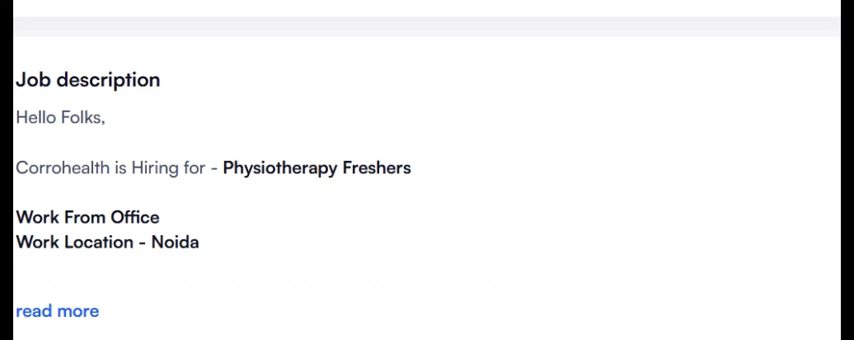 Job description
Hello Folks,
Corrohealth is Hiring for - Physiotherapy Freshers
Work From Office
Work Location - Noida
read more